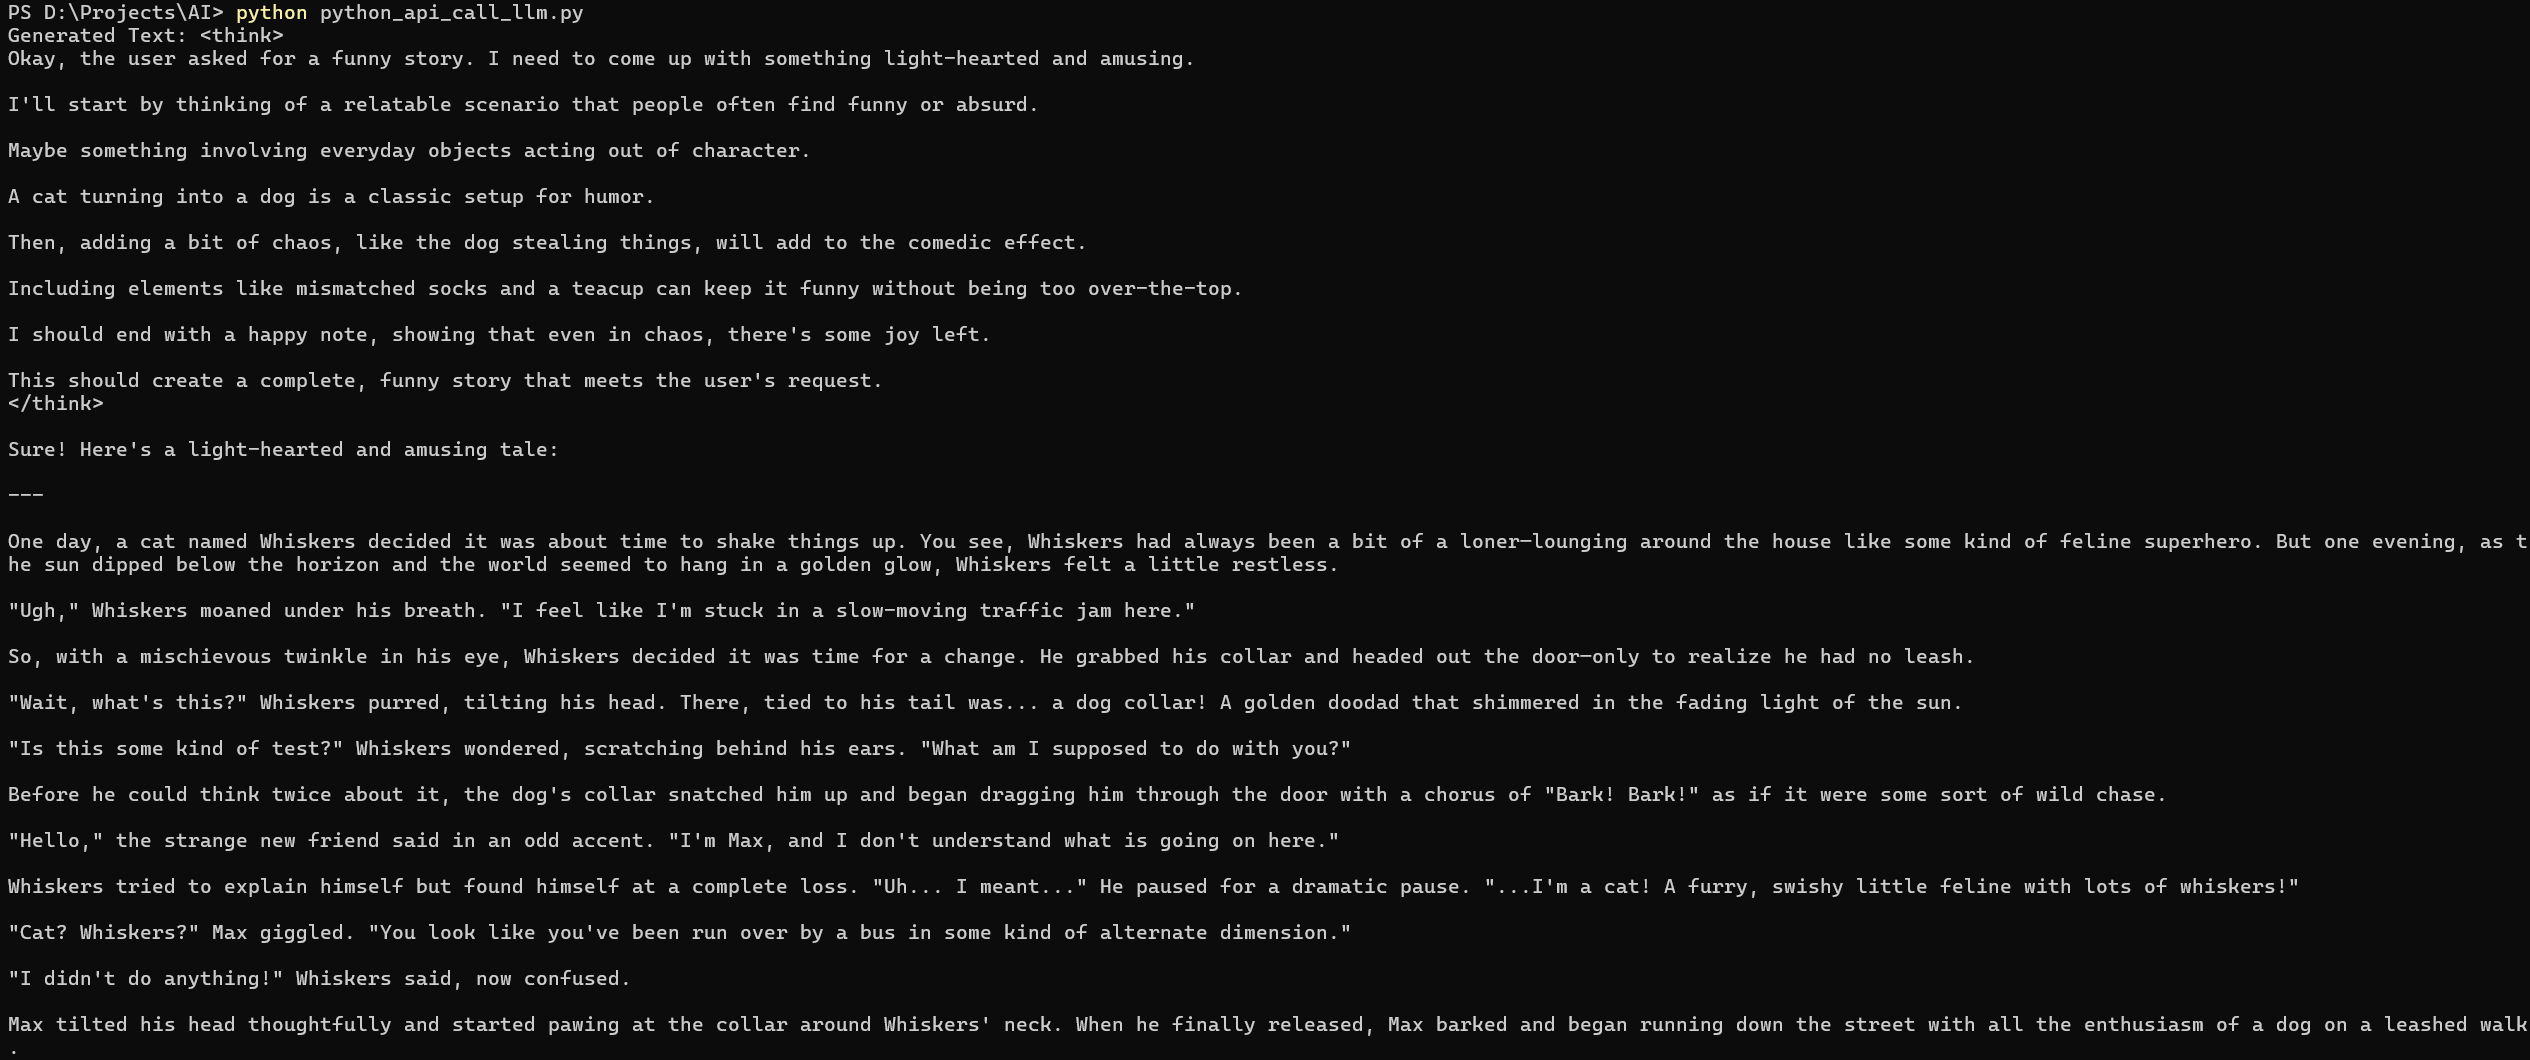 PS D:\Projects\AI> python python_api_call_llm.py
Generated Text: <think>
Okay, the user asked for a funny story. I need to come up with something light-hearted and amusing.
I'll start by thinking of a relatable scenario that people often find funny or absurd.
Maybe something involving everyday objects acting out of character.
A cat turning into a dog is a classic setup for humor.
Then, adding a bit of chaos, like the dog stealing things, will add to the comedic effect.
Including elements like mismatched socks and a teacup can keep it funny without being too over-the-top.
I should end with a happy note, showing that even in chaos, there's some joy left.
This should create a complete, funny story that meets the user's request.
</think>
Sure! Here's a light-hearted and amusing tale:
---
One day, a cat named Whiskers decided it was about time to shake things up. You see, Whiskers had always been a bit of a loner—lounging around the house like some kind of feline superhero. But one evening, as t
he sun dipped below the horizon and the world seemed to hang in a golden glow, Whiskers felt a little restless.
"Ugh," Whiskers moaned under his breath. "I feel like I'm stuck in a slow-moving traffic jam here."
So, with a mischievous twinkle in his eye, Whiskers decided it was time for a change. He grabbed his collar and headed out the door—only to realize he had no leash.
"Wait, what's this?" Whiskers purred, tilting his head. There, tied to his tail was... a dog collar! A golden doodad that shimmered in the fading light of the sun.
"Is this some kind of test?" Whiskers wondered, scratching behind his ears. "What am I supposed to do with you?"
Before he could think twice about it, the dog's collar snatched him up and began dragging him through the door with a chorus of "Bark! Bark!" as if it were some sort of wild chase.
"Hello," the strange new friend said in an odd accent. "I'm Max, and I don't understand what is going on here."
Whiskers tried to explain himself but found himself at a complete loss. "Uh... I meant..." He paused for a dramatic pause. "...I'm a cat! A furry, swishy little feline with lots of whiskers!"
"Cat? Whiskers?" Max giggled. "You look like you've been run over by a bus in some kind of alternate dimension."
"I didn't do anything!" Whiskers said, now confused.
Max tilted his head thoughtfully and started pawing at the collar around Whiskers' neck. When he finally released, Max barked and began running down the street with all the enthusiasm of a dog on a leashed walk
.